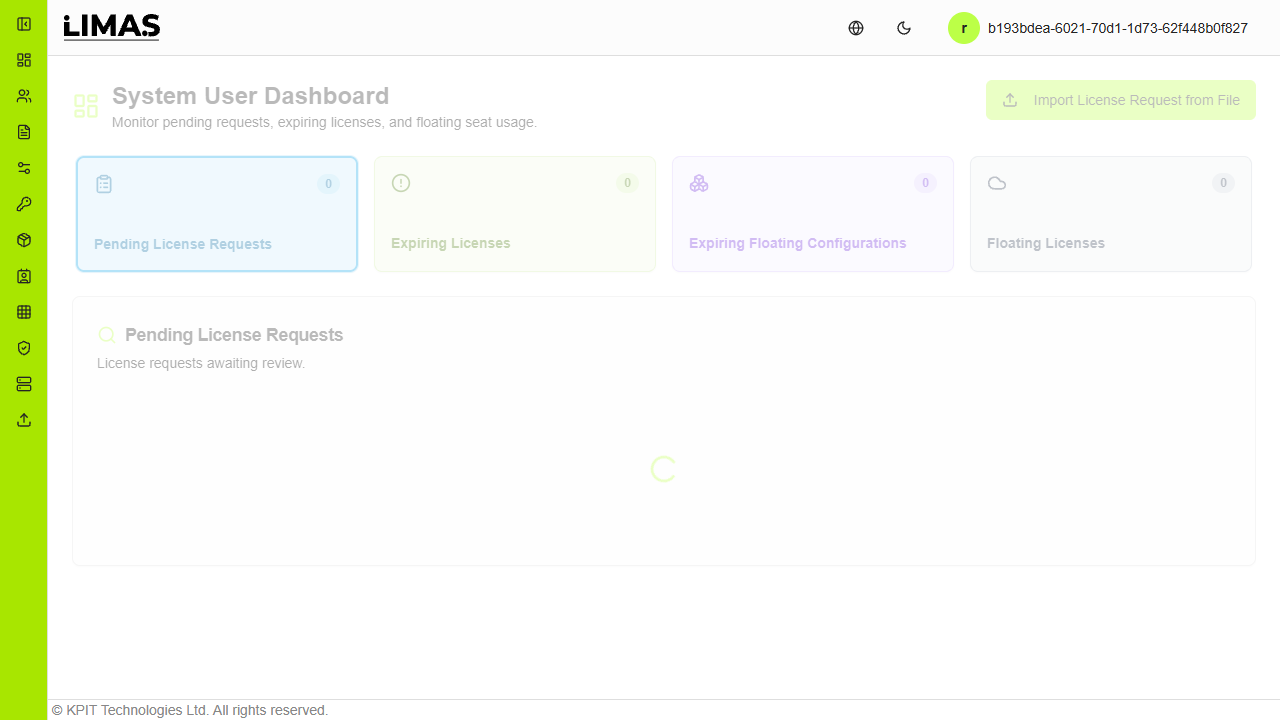 LIMAS
r
b193bdea-6021-70d1-1d73-62f448b0f827
System User Dashboard
Monitor pending requests, expiring licenses, and floating seat usage.
Import License Request from File
0
Pending License Requests
0
Expiring Licenses
0
Expiring Floating Configurations
0
Floating Licenses
Pending License Requests
License requests awaiting review.
© KPIT Technologies Ltd. All rights reserved.